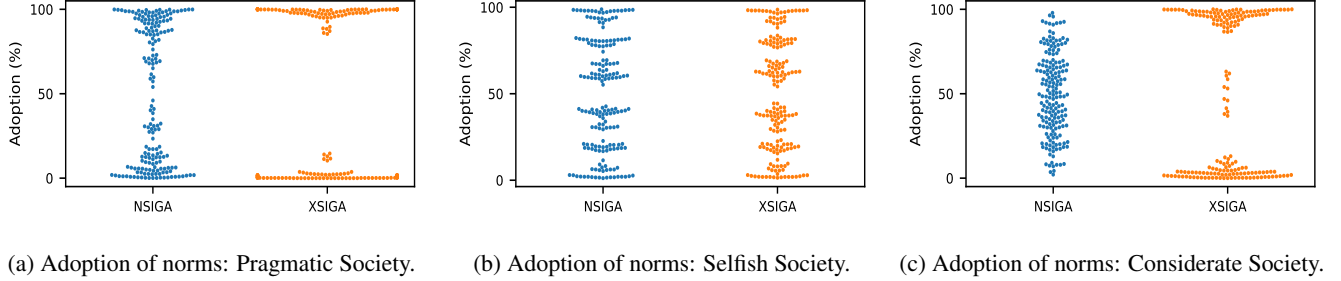 100
50
0
Adoption (%)
NSIGA
XSIGA
100
50
0
Adoption (%)
NSIGA
XSIGA
100
50
0
Adoption (%)
NSIGA
XSIGA
(a) Adoption of norms: Pragmatic Society.
(b) Adoption of norms: Selfish Society.
(c) Adoption of norms: Considerate Society.